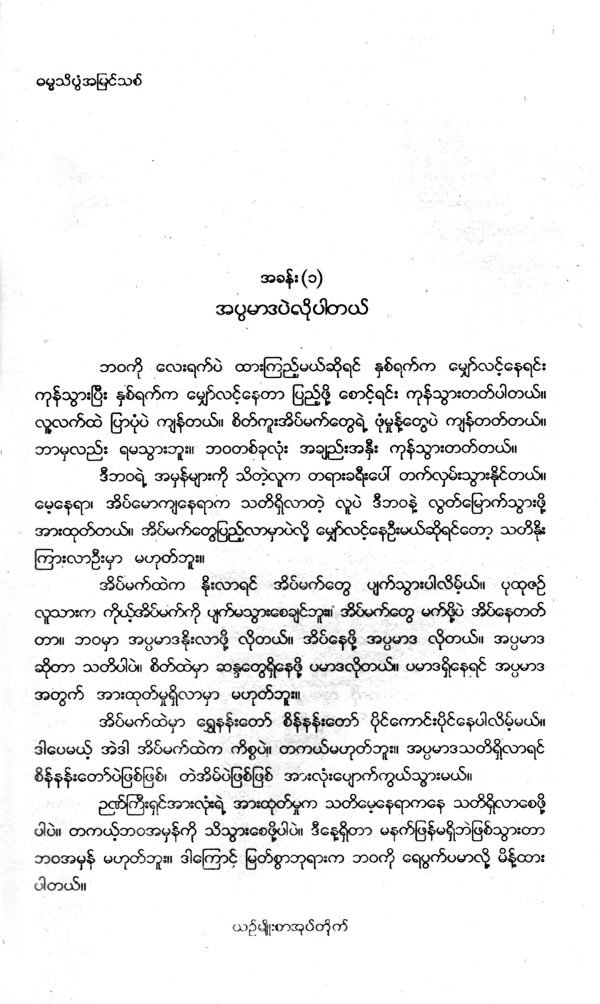 ဓမ္မသိပ္ပံအမြင်သစ်
အခန်း (၁)
အပ္ပမာဒပဲလိုပါတယ်
ဘဝကို လေးရက်ပဲ ထားကြည့်မယ်ဆိုရင် နှစ်ရက်က မျှော်လင့်နေရင်း
ကုန်သွားပြီး နှစ်ရက်က မျှော်လင့်နေတာ ပြည့်ဖို့ စောင့်ရင်း ကုန်သွားတတ်ပါတယ်။
လူ့လက်ထဲ ပြာပုံပဲ ကျန်တယ်။ စိတ်ကူးအိပ်မက်တွေရဲ့ ဖုံမှုန့်တွေပဲ ကျန်တတ်တယ်။
ဘာမှလည်း ရမသွားဘူး။ ဘဝတစ်ခုလုံး အချည်းအနှီး ကုန်သွားတတ်တယ်။
ဒီဘဝရဲ့ အမှန်များကို သိတဲ့လူက တရားခရီးပေါ် တက်လှမ်းသွားနိုင်တယ်။
မေ့နေရာ၊ အိပ်မောကျနေရာက သတိရှိလာတဲ့ လူပဲ ဒီဘဝနဲ့ လွတ်မြောက်သွားဖို့
အားထုတ်တယ်။ အိပ်မက်တွေပြည့်လာမှာပဲလို့ မျှော်လင့်နေဦးမယ်ဆိုရင်တော့ သတိနိုး
ကြားလာဦးမှာ မဟုတ်ဘူး။
အိပ်မက်ထဲက နိုးလာရင် အိပ်မက်တွေ ပျက်သွားပါလိမ့်မယ်။ ပုထုဇဉ်
လူသားက ကိုယ့်အိပ်မက်ကို ပျက်မသွားစေချင်ဘူး။ အိပ်မက်တွေ မက်ဖို့ပဲ အိပ်နေတတ်
တာ။ ဘဝမှာ အပ္ပမာဒနိုးလာဖို့ လိုတယ်။ အိပ်နေဖို့ အပ္ပမာဒ လိုတယ်။ အပ္ပမာဒ
ဆိုတာ သတိပါပဲ။ စိတ်ထဲမှာ ဆန္ဒတွေရှိနေဖို့ ပမာဒလိုတယ်။ ပမာဒရှိနေရင် အပ္ပမာဒ
အတွက် အားထုတ်မှုရှိလာမှာ မဟုတ်ဘူး။
အိပ်မက်ထဲမှာ ရွှေနန်းတော် စိန်နန်းတော် ပိုင်ကောင်းပိုင်နေပါလိမ့်မယ်။
ဒါပေမယ့် အဲဒါ အိပ်မက်ထဲက ကိစ္စပဲ။ တကယ်မဟုတ်ဘူး။ အပ္ပမာဒသတိရှိလာရင်
စိန်နန်းတော်ပဲဖြစ်ဖြစ်၊ တဲအိမ်ပဲဖြစ်ဖြစ် အားလုံးပျောက်ကွယ်သွားမယ်။
ဉာဏ်ကြီးရှင်အားလုံးရဲ့ အားထုတ်မှုက သတိမေ့နေရာကနေ သတိရှိလာစေဖို့
ပါပဲ။ တကယ့်ဘဝအမှန်ကို သိသွားစေဖို့ပါပဲ။ ဒီနေ့ရှိတာ မနက်ဖြန်မရှိဘဲဖြစ်သွားတာ
ဘဝအမှန် မဟုတ်ဘူး။ ဒါကြောင့် မြတ်စွာဘုရားက ဘဝကို ရေပွက်ပမာလို့ မိန့်ထား
ပါတယ်။
ယဉ်မျိုးစာအုပ်တိုက်